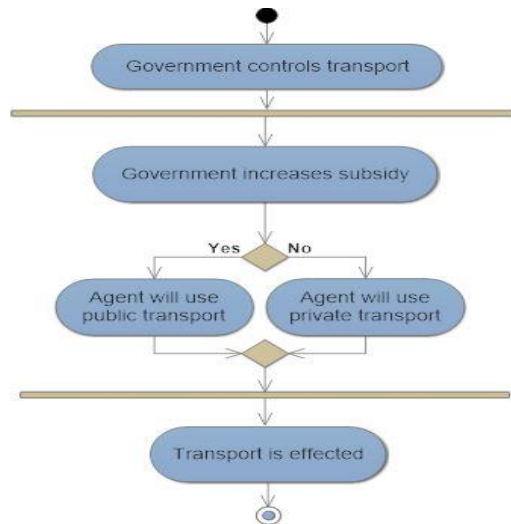 Government controls transport
Government increases subsidy
Yes No
Agent will use
public transport
Agent will use
private transport
Transport is effected